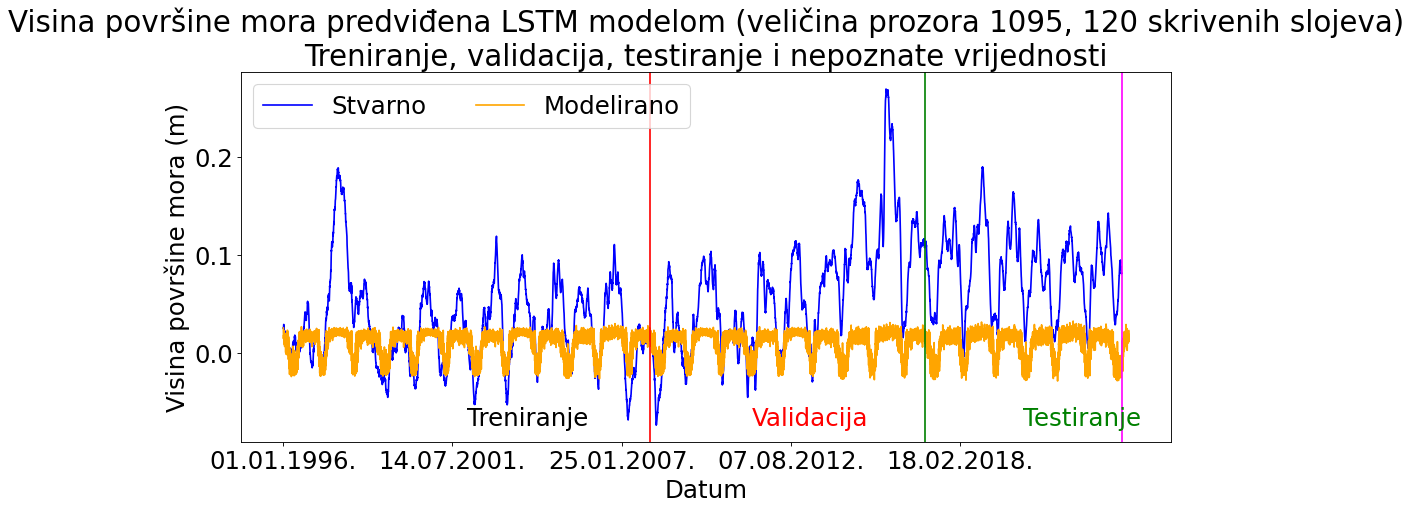 Visina površine mora predviđena LSTM modelom (veličina prozora 1095, 120 skrivenih slojeva)
Treniranje, validacija, testiranje i nepoznate vrijednosti
Stvarno
Modelirano
Visina površine mora (m)
0.2
0.1
0.0
Treniranje
Validacija
Testiranje
01.01.1996.
14.07.2001.
25.01.2007.
07.08.2012.
18.02.2018.
Datum